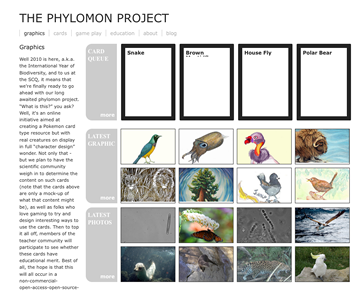 THE PHYLOMON PROJECT
graphics | cards | game play | education | about | blog
Graphics
Well 2010 is here, a.k.a.
the International Year of
Biodiversity, and to us at
the SCQ, it means that
we're finally ready to go
ahead with our long
awaited phylomon project.
"What is this?" you ask?
Well, it's an online
initiative aimed at
creating a Pokemon card
type resource but with
real creatures on display
in full "character design"
wonder. Not only that -
but we plan to have the
scientific community
weigh in to determine the
content on such cards
(note that the cards above
are only a mock-up of
what that content might
be), as well as folks who
love gaming to try and
design interesting ways to
use the cards. Then to top
it all off, members of the
teacher community will
participate to see whether
these cards have
educational merit. Best of
all, the hope is that this
will all occur in a
non-commercial-
open-access-open-source-
CARD
QUEUE
more
Snake
Brown
House Fly
Polar Bear
LATEST
GRAPHIC
more
LATEST
PHOTOS
more